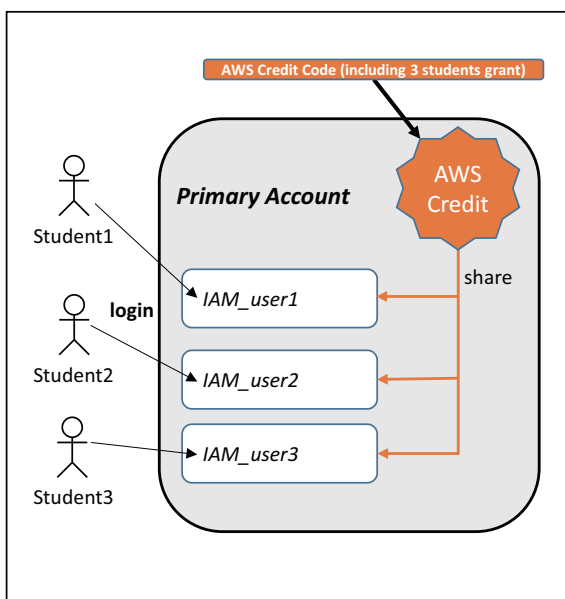 AWS Credit Code (including 3 students grant)
AWS
Credit
Primary Account
Student1
share
login
IAM_user1
Student2
IAM_user2
Student3
IAM_user3